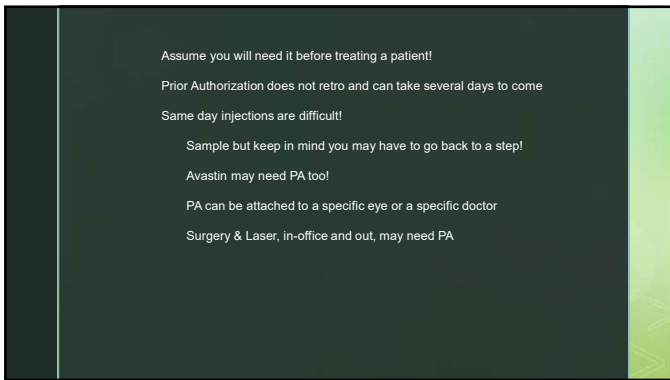 Assume you will need it before treating a patient!
Prior Authorization does not retro and can take several days to come
Same day injections are difficult!
Sample but keep in mind you may have to go back to a step!
Avastin may need PA too!
PA can be attached to a specific eye or a specific doctor
Surgery & Laser, in-office and out, may need PA